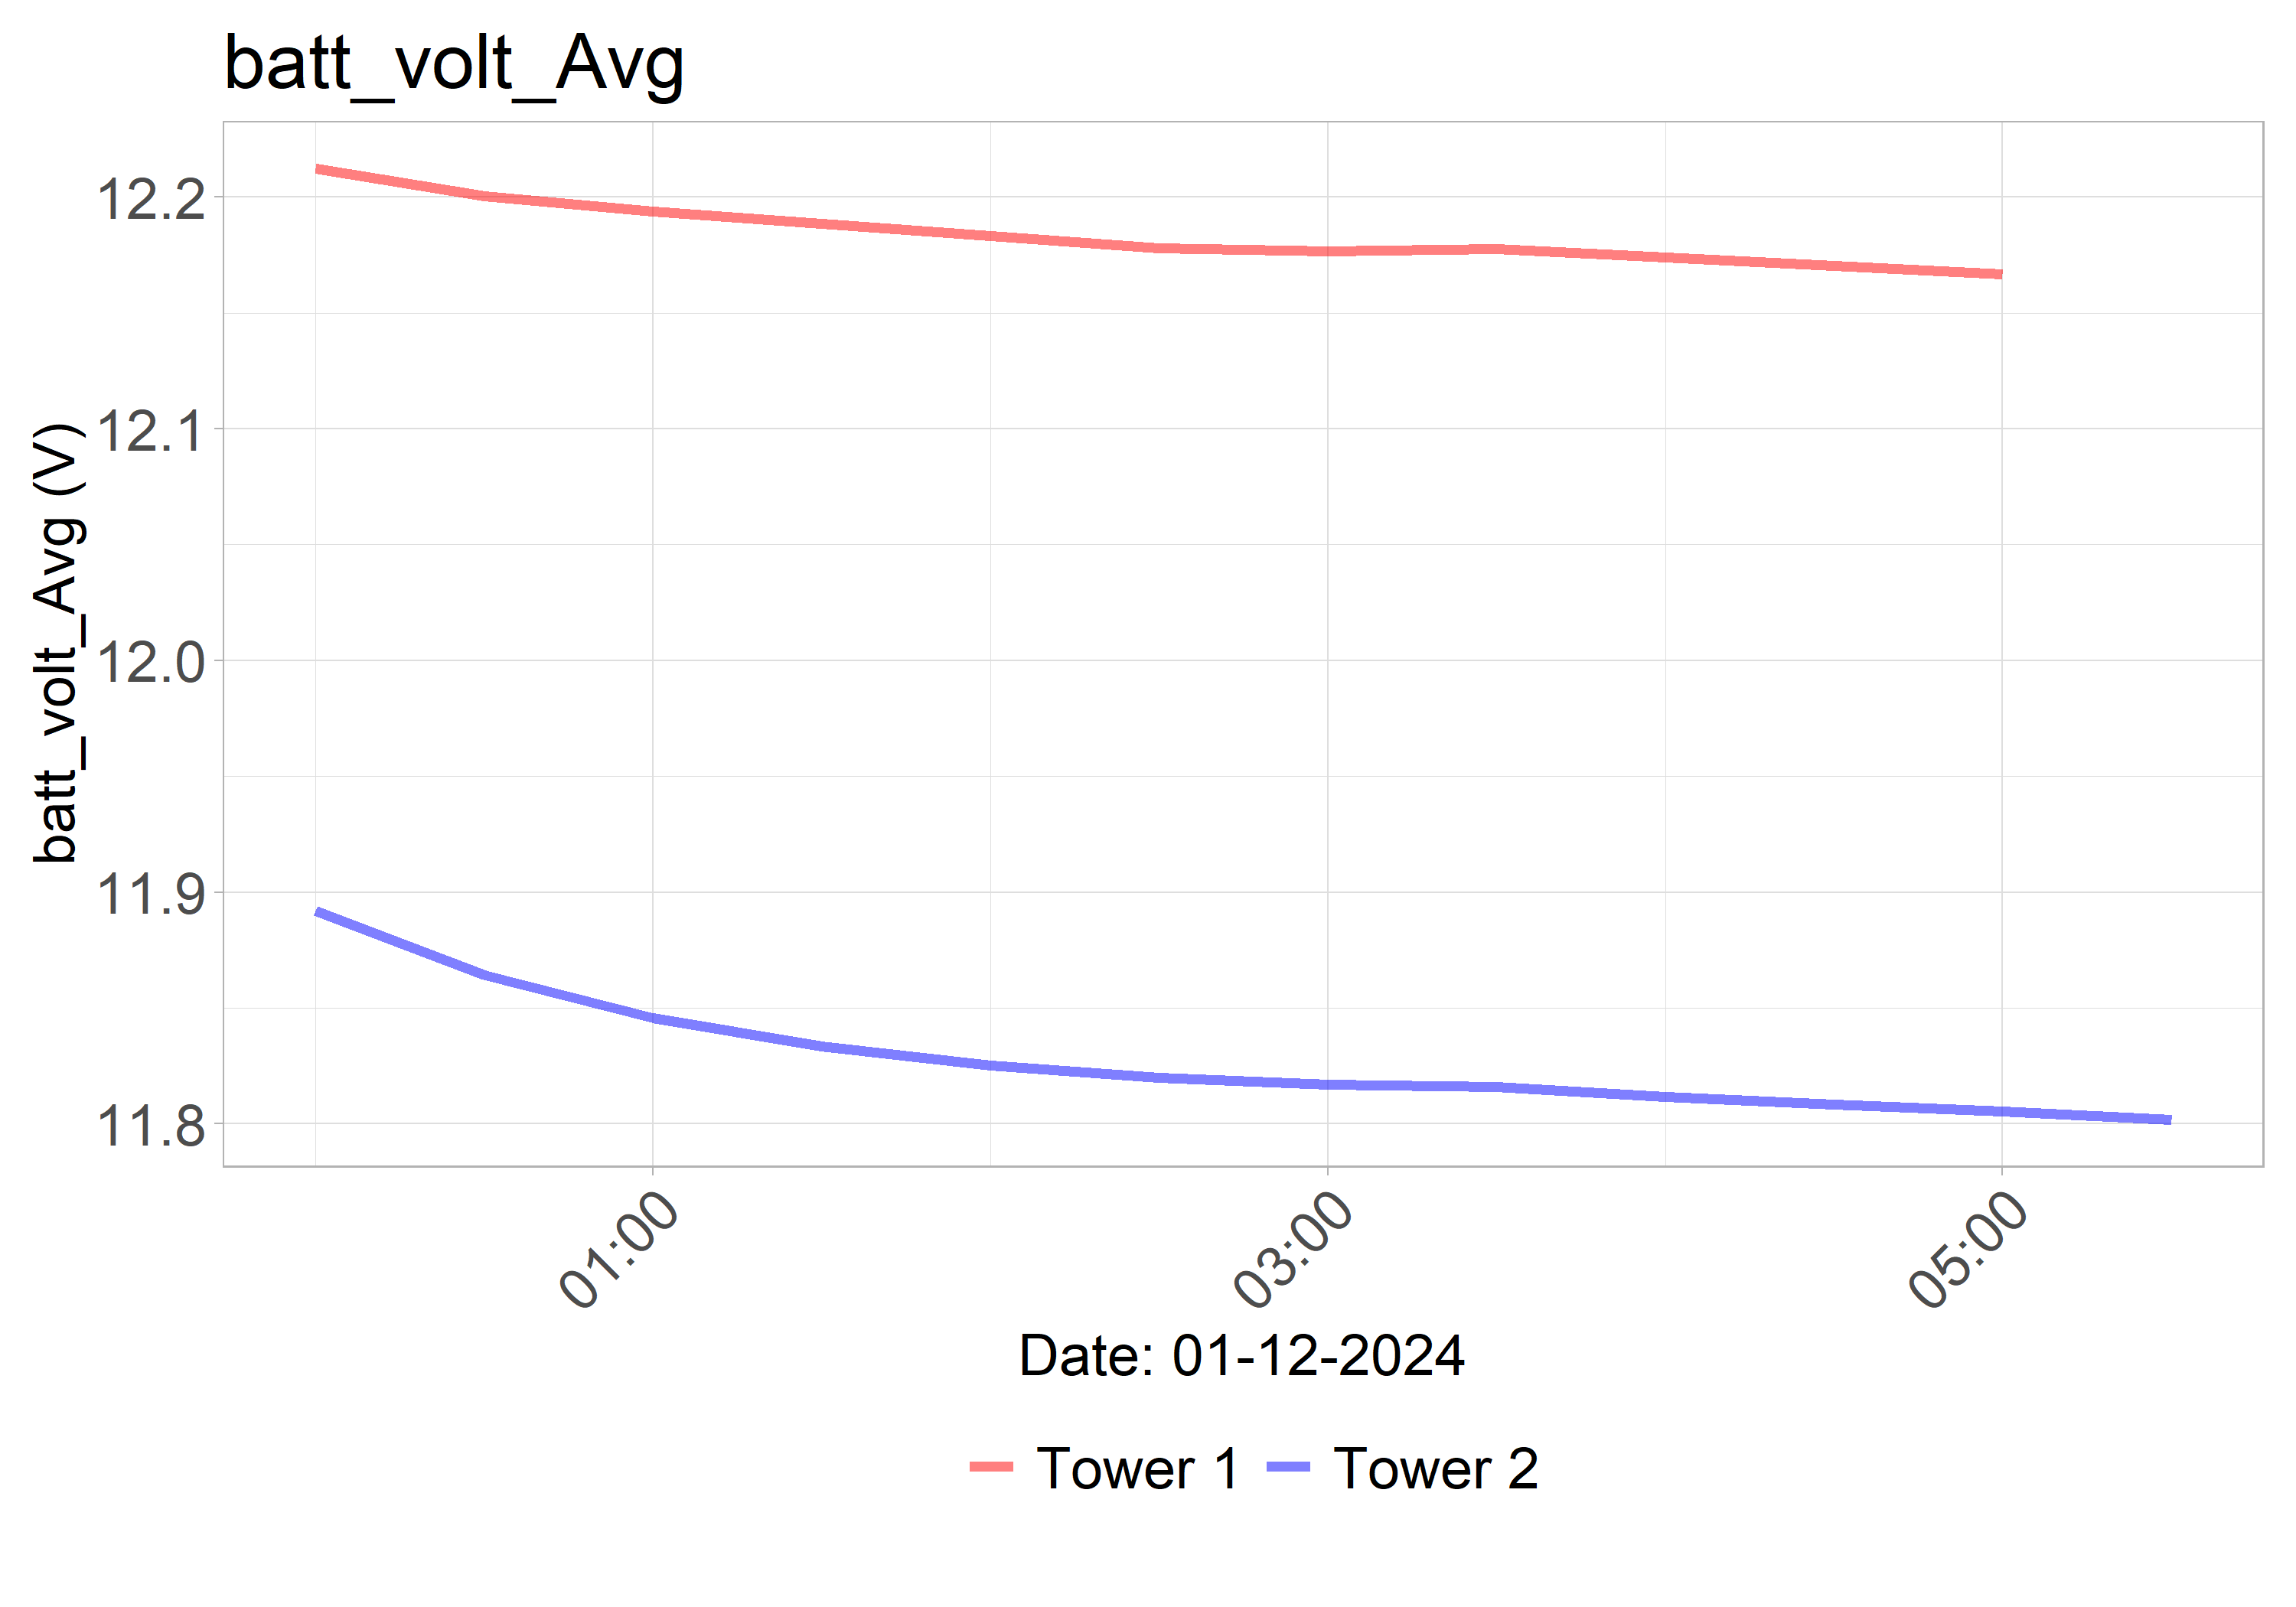 batt_volt_Avg
batt_volt_Avg (V)
12.2
12.1
12.0
11.9
11.8
01:00
03:00
05:00
Date: 01-12-2024
Tower 1
Tower 2